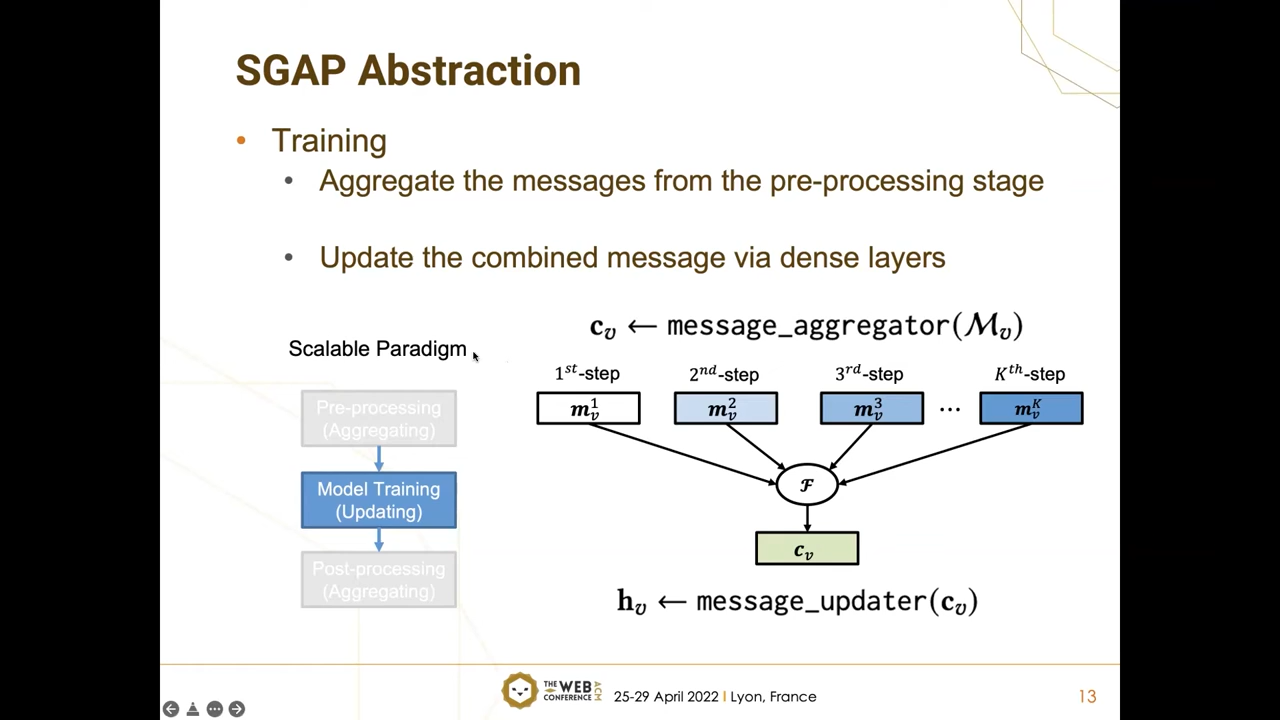 SGAP Abstraction
• Training
• Aggregate the messages from the pre-processing stage
• Update the combined message via dense layers
𝐜ᵥ ← message_aggregator(ℳᵥ)
Scalable Paradigm
1ˢᵗ-step 2ⁿᵈ-step 3ʳᵈ-step Kᵗʰ-step
𝒎ᵥ¹ 𝒎ᵥ² 𝒎ᵥ³ ⋯ 𝒎ᵥᴷ
Pre-processing
(Aggregating)
Model Training
(Updating)
Post-processing
(Aggregating)
ℱ
𝒄ᵥ
𝐡ᵥ ← message_updater(𝐜ᵥ)
THE WEB CONFERENCE ACM
25-29 April 2022 I Lyon, France
13